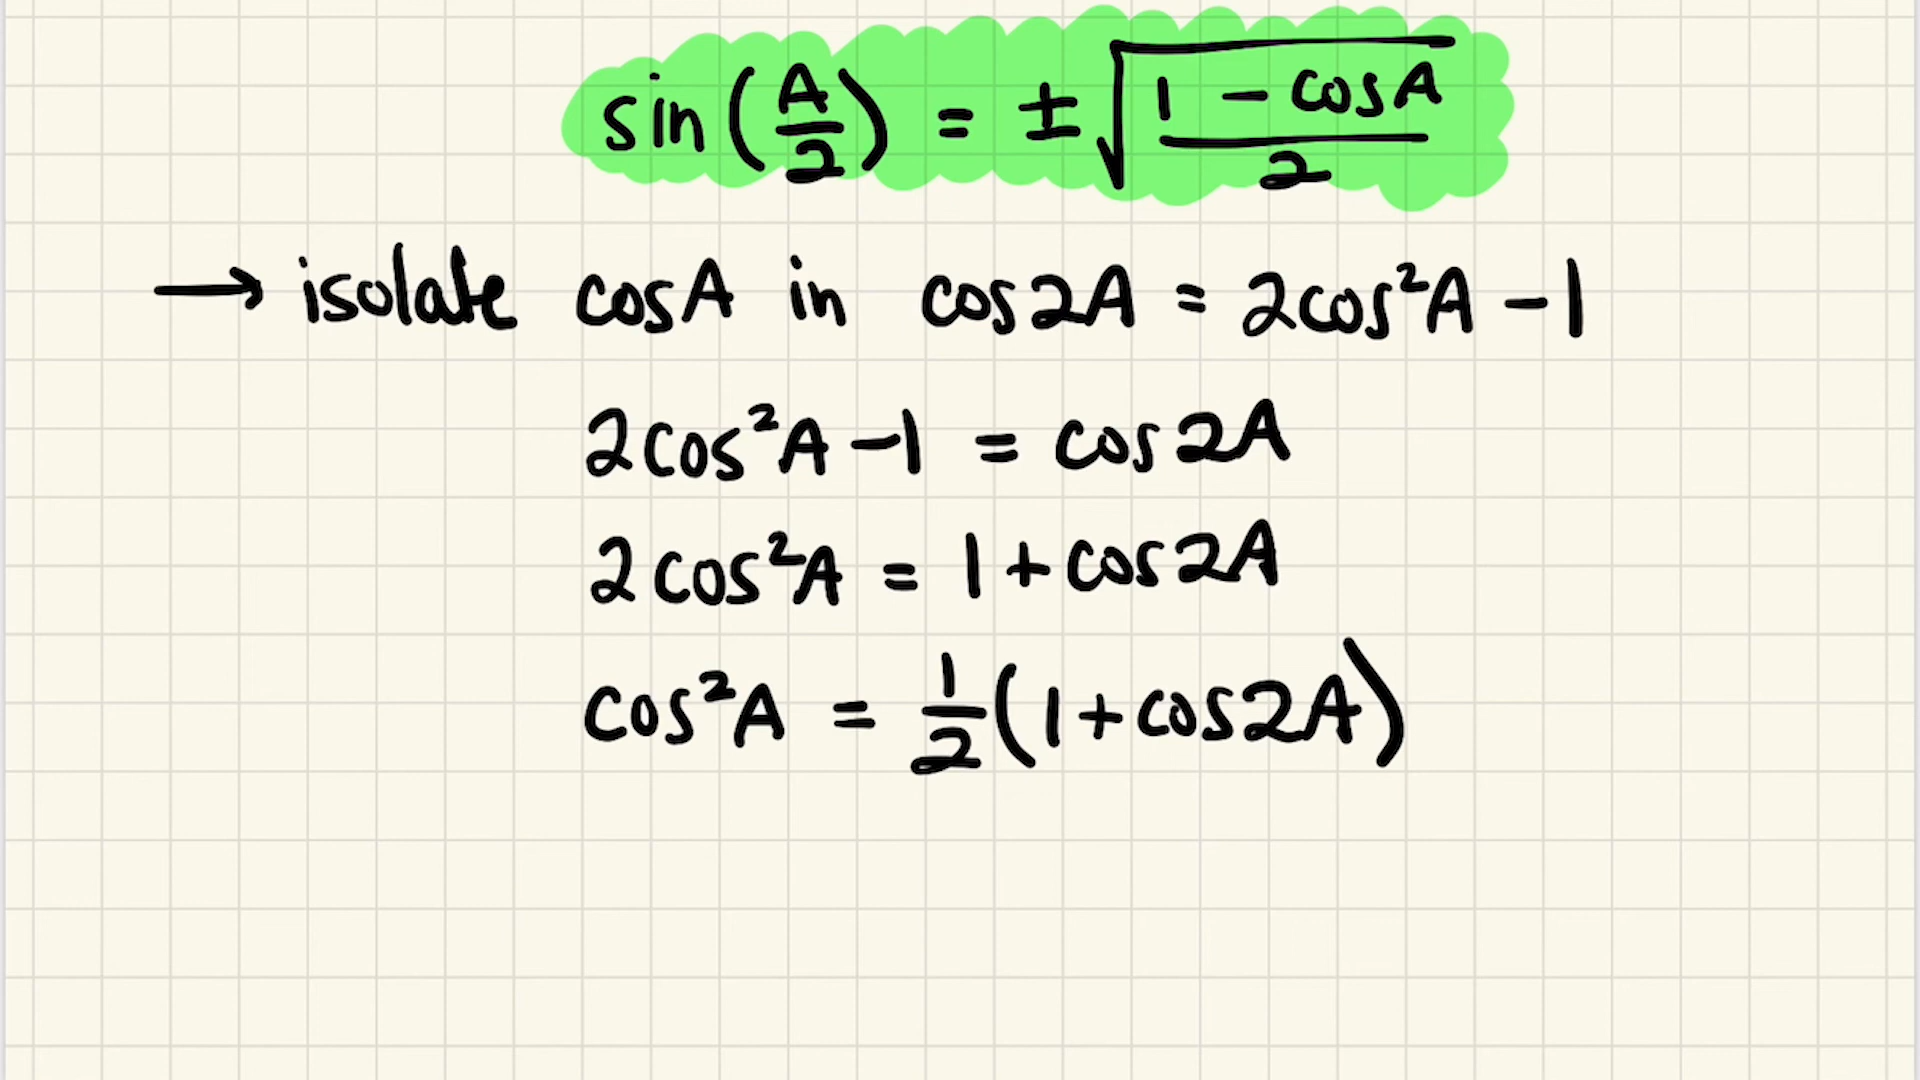 sin(A/2) = ±√((1 - cosA)/2)
→ isolate cosA in cos2A = 2cos²A - 1
2cos²A - 1 = cos2A
2cos²A = 1 + cos2A
cos²A = 1/2(1 + cos2A)